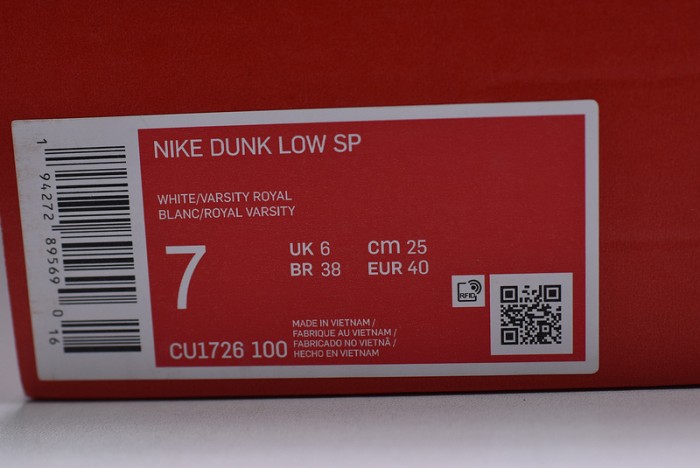 NIKE DUNK LOW SP
WHITE/VARSITY ROYAL
BLANC/ROYAL VARSITY
7
UK 6 cm 25
BR 38 EUR 40
RFID
MADE IN VIETNAM /
FABRIQUE AU VIETNAM /
FABRICADO NO VIETNÃ /
HECHO EN VIETNAM
CU1726 100
1 94272 89569 0 16